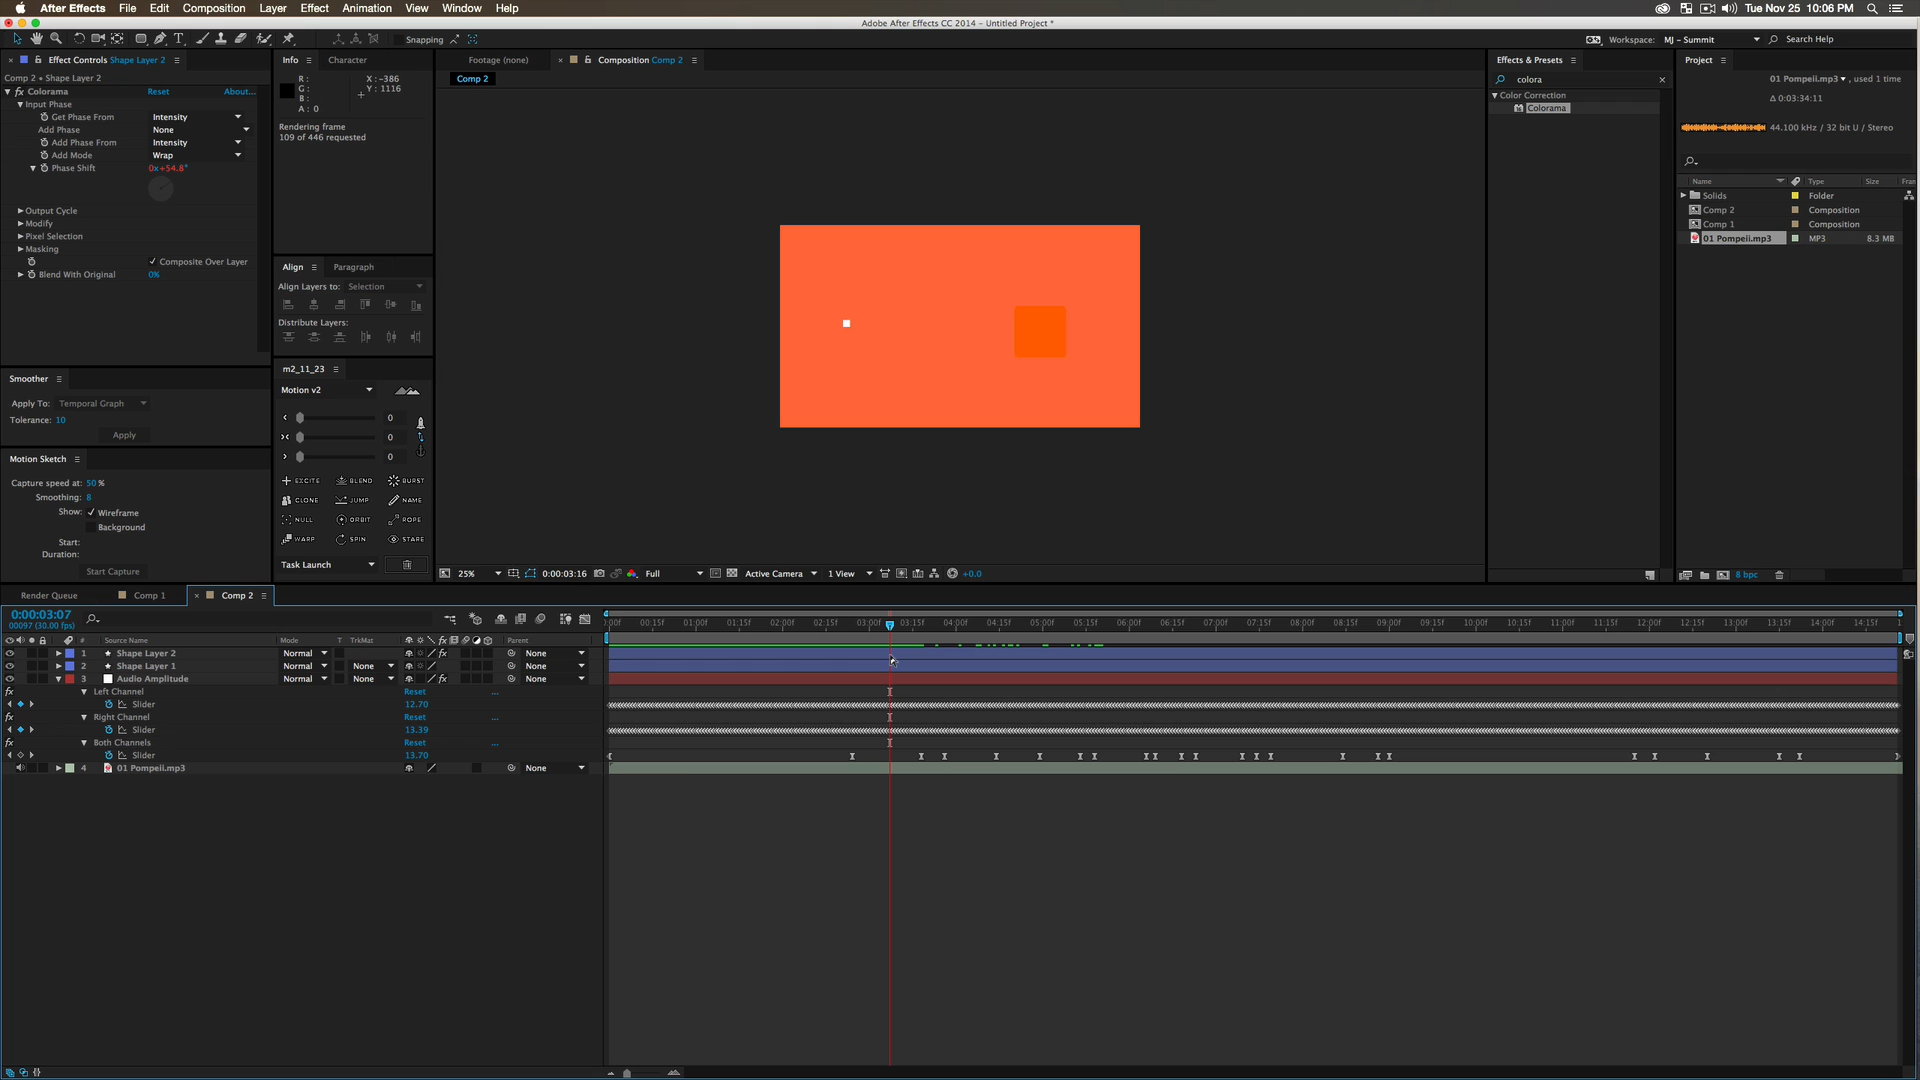 After Effects File Edit Composition Layer Effect Animation View Window Help Tue Nov 25 10:06 PM
Adobe After Effects CC 2014 - Untitled Project *
Snapping Workspace: MJ - Summit Search Help
Effect Controls Shape Layer 2
Comp 2 • Shape Layer 2
fx Colorama Reset About...
Input Phase
Get Phase From Intensity
Add Phase None
Add Phase From Intensity
Add Mode Wrap
Phase Shift 0x+54.8°
Output Cycle
Modify
Pixel Selection
Masking
Composite Over Layer
Blend With Original 0%
Smoother
Apply To: Temporal Graph
Tolerance: 10
Apply
Motion Sketch
Capture speed at: 50 %
Smoothing: 8
Show: Wireframe
Background
Start:
Duration:
Start Capture
Info Character
R: X: -386
G: Y: 1116
B:
A: 0
Rendering frame
109 of 446 requested
Align Paragraph
Align Layers to: Selection
Distribute Layers:
m2_11_23
Motion v2
0
0
0
EXCITE BLEND BURST
CLONE JUMP NAME
NULL ORBIT ROPE
WARP SPIN STARE
Task Launch
Footage (none) Composition Comp 2
Comp 2
25% 0:00:03:16 Full Active Camera 1 View +0.0
Effects & Presets
colora
Color Correction
Colorama
Project
01 Pompeii.mp3 , used 1 time
Δ 0:03:34:11
44.100 kHz / 32 bit U / Stereo
Name Type Size Fran
Solids Folder
Comp 2 Composition
Comp 1 Composition
01 Pompeii.mp3 MP3 8.3 MB
8 bpc
Render Queue Comp 1 Comp 2
0:00:03:07
00097 (30.00 fps)
:00f 00:15f 01:00f 01:15f 02:00f 02:15f 03:00f 03:15f 04:00f 04:15f 05:00f 05:15f 06:00f 06:15f 07:00f 07:15f 08:00f 08:15f 09:00f 09:15f 10:00f 10:15f 11:00f 11:15f 12:00f 12:15f 13:00f 13:15f 14:00f 14:15f 1
# Source Name Mode T TrkMat Parent
1 Shape Layer 2 Normal fx None
2 Shape Layer 1 Normal None None
3 Audio Amplitude Normal None fx None
fx Left Channel Reset ...
Slider 12.70
fx Right Channel Reset ...
Slider 13.39
fx Both Channels Reset ...
Slider 13.70
4 01 Pompeii.mp3 None